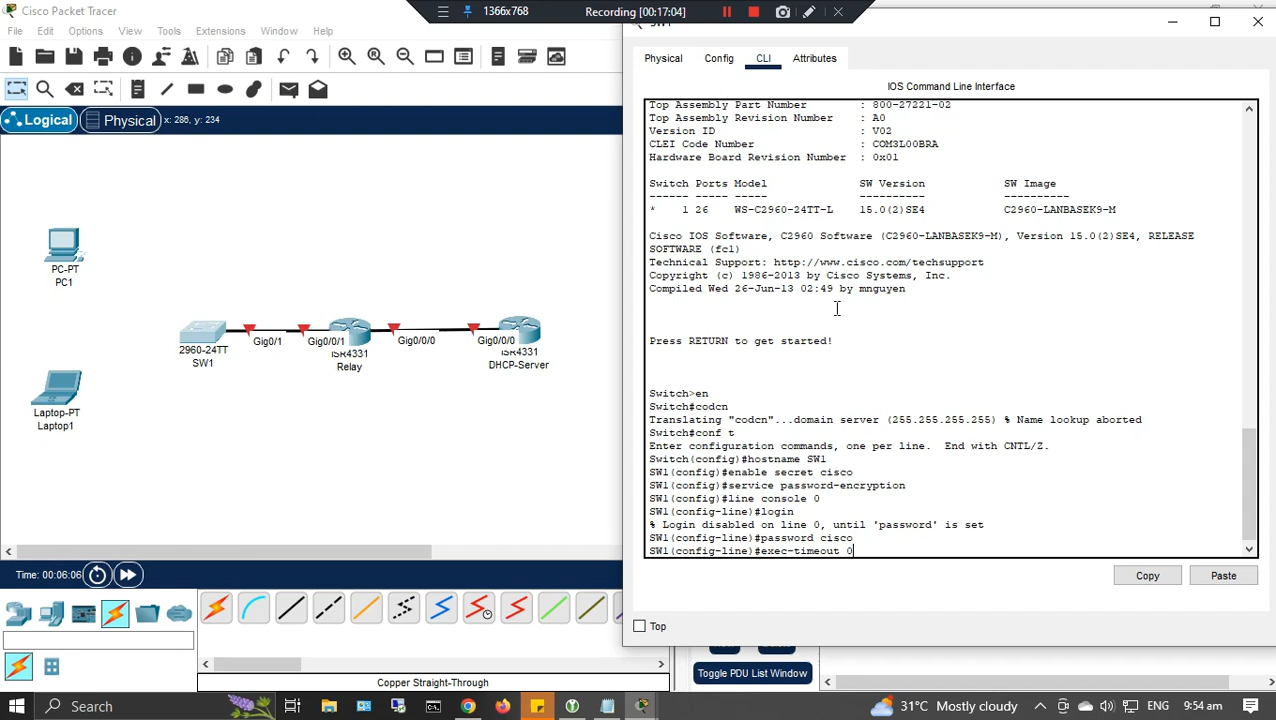 Cisco Packet Tracer
1366x768
Recording [00:17:04]
File Edit Options View Tools Extensions Window Help
Logical
Physical
x: 286, y: 234
PC-PT
PC1
2960-24TT
SW1
Gig0/1
Gig0/0/1
ISR4331
Relay
Gig0/0/0
Gig0/0/0
ISR4331
DHCP-Server
Laptop-PT
Laptop1
Time: 00:06:06
Copper Straight-Through
Physical Config CLI Attributes
IOS Command Line Interface
Top Assembly Part Number : 800-27221-02
Top Assembly Revision Number : A0
Version ID : V02
CLEI Code Number : COM3L00BRA
Hardware Board Revision Number : 0x01
Switch Ports Model SW Version SW Image
------ ----- ----- ---------- ----------
* 1 26 WS-C2960-24TT-L 15.0(2)SE4 C2960-LANBASEK9-M
Cisco IOS Software, C2960 Software (C2960-LANBASEK9-M), Version 15.0(2)SE4, RELEASE
SOFTWARE (fc1)
Technical Support: http://www.cisco.com/techsupport
Copyright (c) 1986-2013 by Cisco Systems, Inc.
Compiled Wed 26-Jun-13 02:49 by mnguyen
Press RETURN to get started!
Switch>en
Switch#codcn
Translating "codcn"...domain server (255.255.255.255) % Name lookup aborted
Switch#conf t
Enter configuration commands, one per line. End with CNTL/Z.
Switch(config)#hostname SW1
SW1(config)#enable secret cisco
SW1(config)#service password-encryption
SW1(config)#line console 0
SW1(config-line)#login
% Login disabled on line 0, until 'password' is set
SW1(config-line)#password cisco
SW1(config-line)#exec-timeout 0
Copy Paste
Top
Toggle PDU List Window
Search
31°C Mostly cloudy
ENG
9:54 am